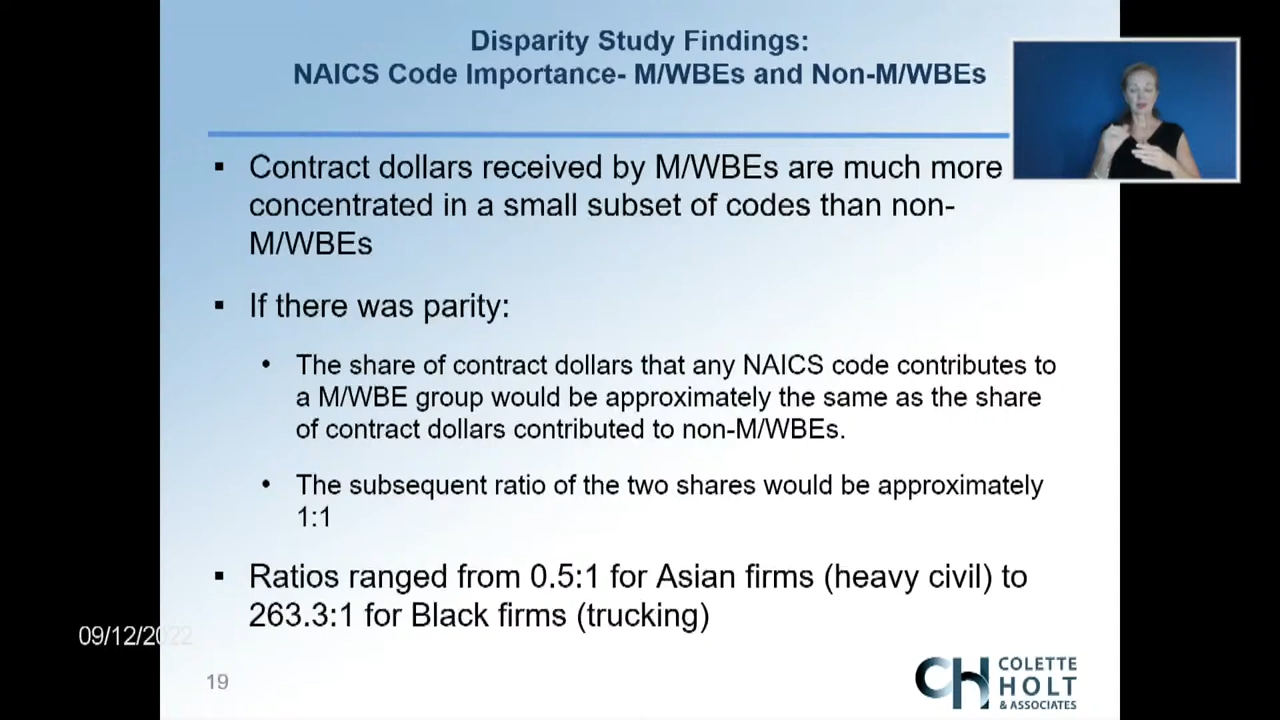 Disparity Study Findings:
NAICS Code Importance- M/WBEs and Non-M/WBEs
▪ Contract dollars received by M/WBEs are much more
concentrated in a small subset of codes than non-
M/WBEs
▪ If there was parity:
• The share of contract dollars that any NAICS code contributes to
a M/WBE group would be approximately the same as the share
of contract dollars contributed to non-M/WBEs.
• The subsequent ratio of the two shares would be approximately
1:1
▪ Ratios ranged from 0.5:1 for Asian firms (heavy civil) to
263.3:1 for Black firms (trucking)
09/12/2022
19
CH COLETTE
HOLT
& ASSOCIATES